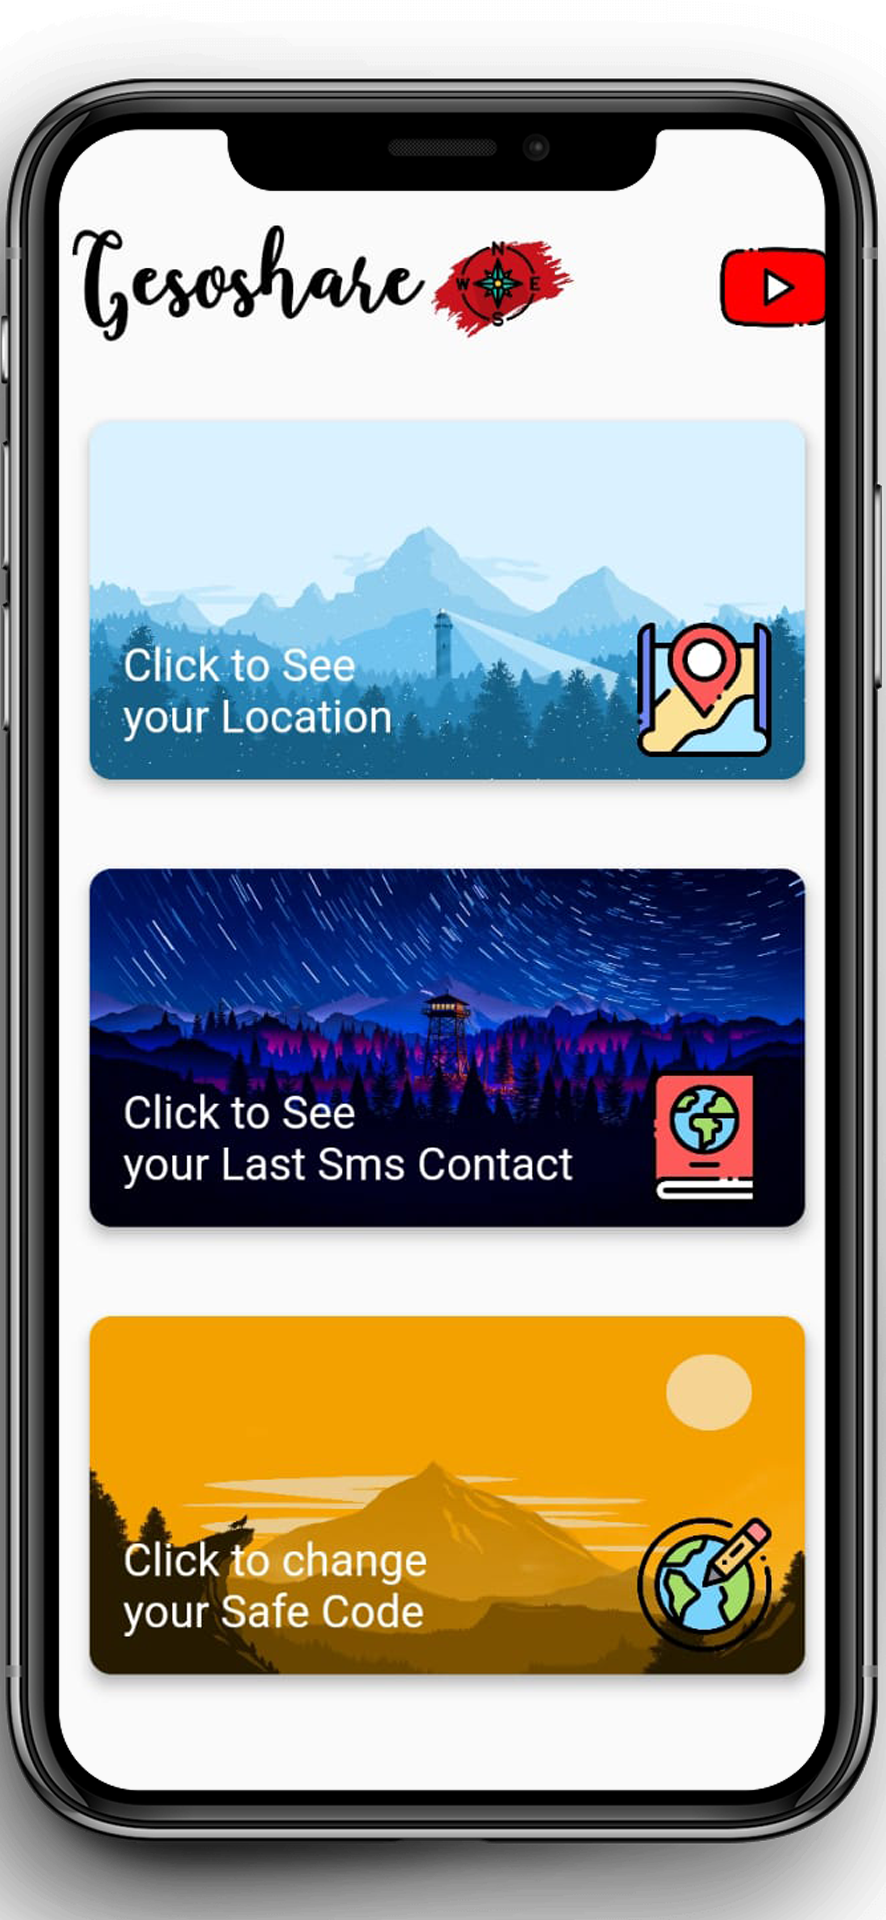 Gesoshare
N
W E
S
Click to See
your Location
Click to See
your Last Sms Contact
Click to change
your Safe Code